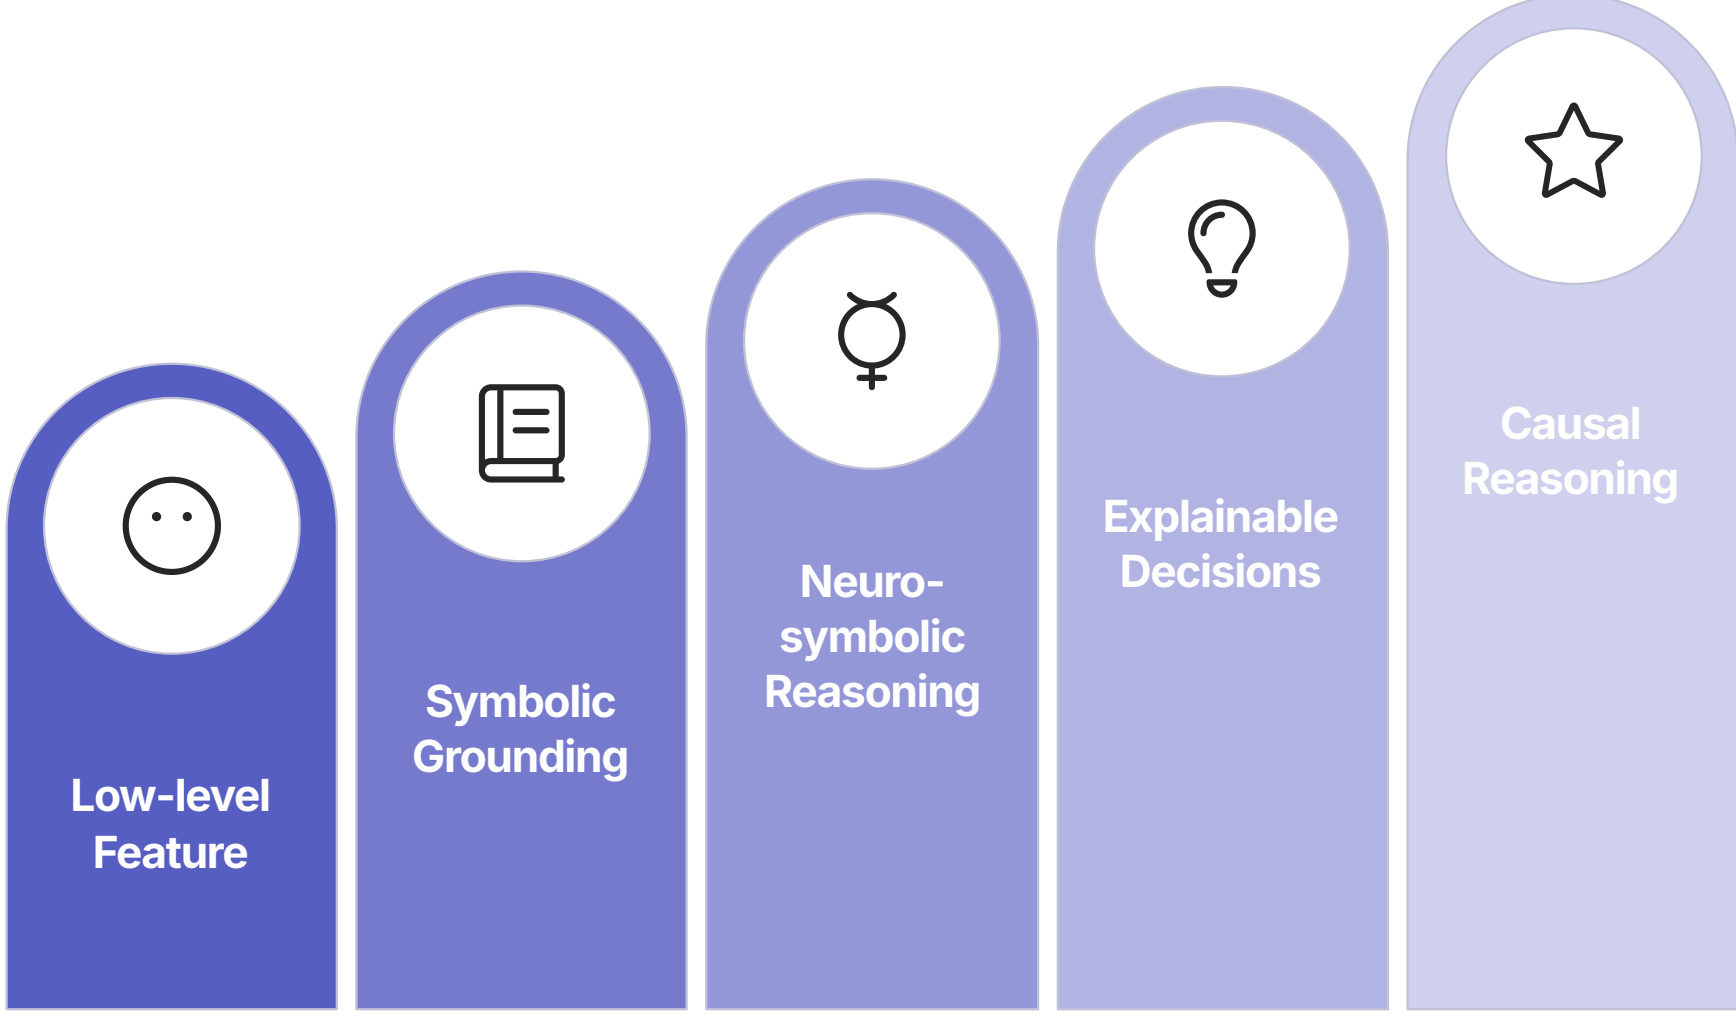 Low-level
Feature
Symbolic
Grounding
Neuro-
symbolic
Reasoning
Explainable
Decisions
Causal
Reasoning